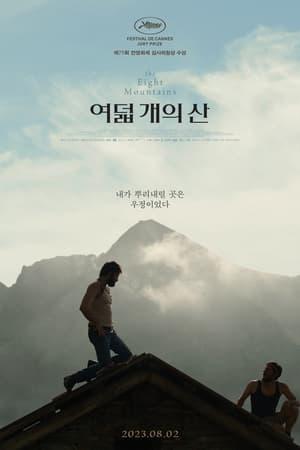 FESTIVAL DE CANNES
JURY PRIZE
제75회 칸영화제 심사위원상 수상
the
Eight
Mountains
여덟 개의 산
내가 뿌리내릴 곳은
우정이었다
2023.08.02